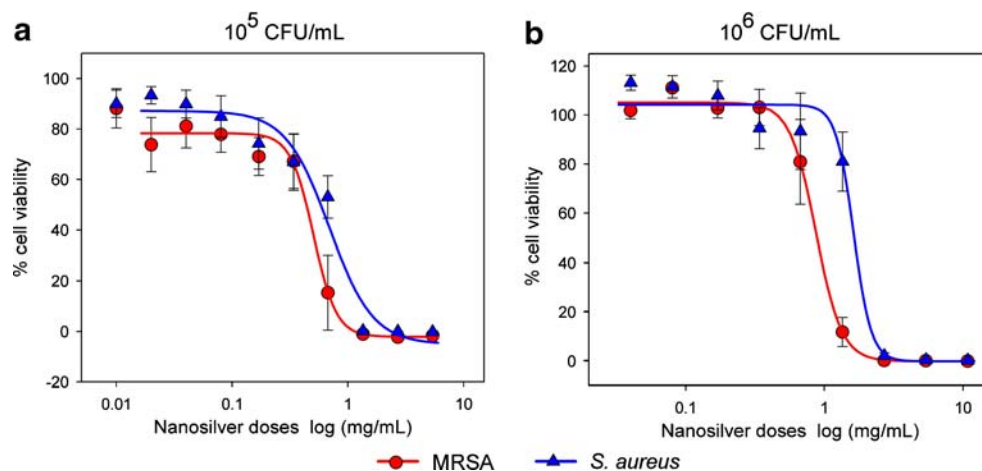 a
10^5 CFU/mL
% cell viability
100
80
60
40
20
0
-20
0.01 0.1 1 10
Nanosilver doses log (mg/mL)
b
10^6 CFU/mL
% cell viability
120
100
80
60
40
20
0
0.1 1 10
Nanosilver doses log (mg/mL)
MRSA S. aureus